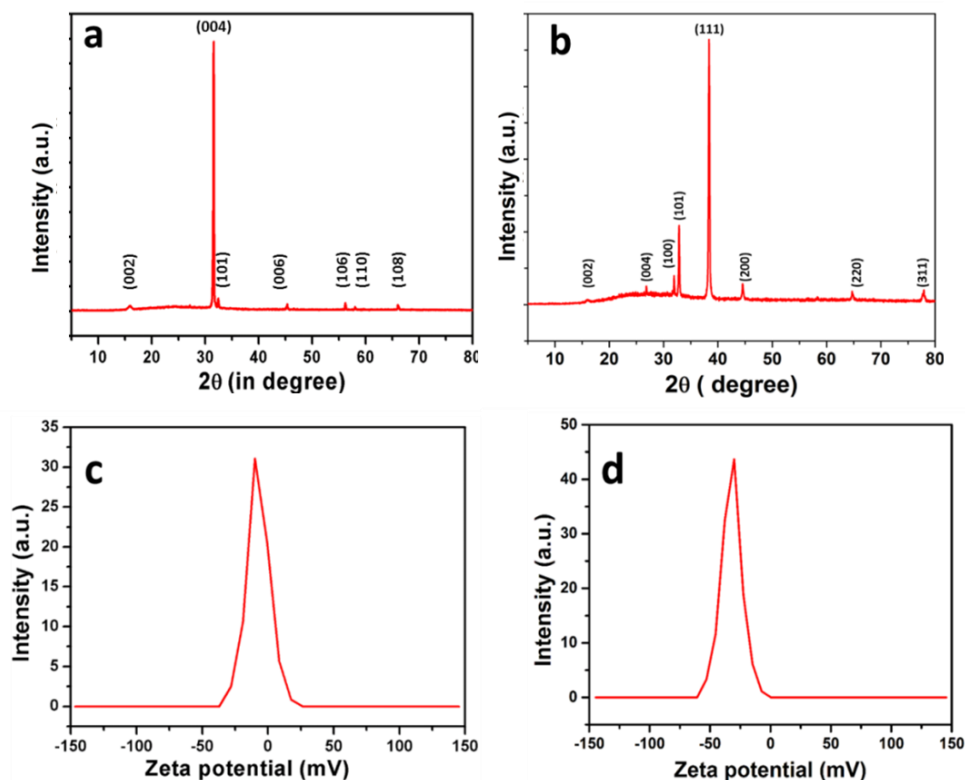 a
(004)
(002)
(101)
(006)
(106)
(110)
(108)
Intensity (a.u.)
10 20 30 40 50 60 70 80
2θ (in degree)
b
(111)
(002)
(004)
(100)
(101)
(200)
(220)
(311)
Intensity (a.u.)
10 20 30 40 50 60 70 80
2θ ( degree)
c
35
30
25
20
15
10
5
0
Intensity (a.u.)
-150 -100 -50 0 50 100 150
Zeta potential (mV)
d
50
40
30
20
10
0
Intensity (a.u.)
-150 -100 -50 0 50 100 150
Zeta potential (mV)